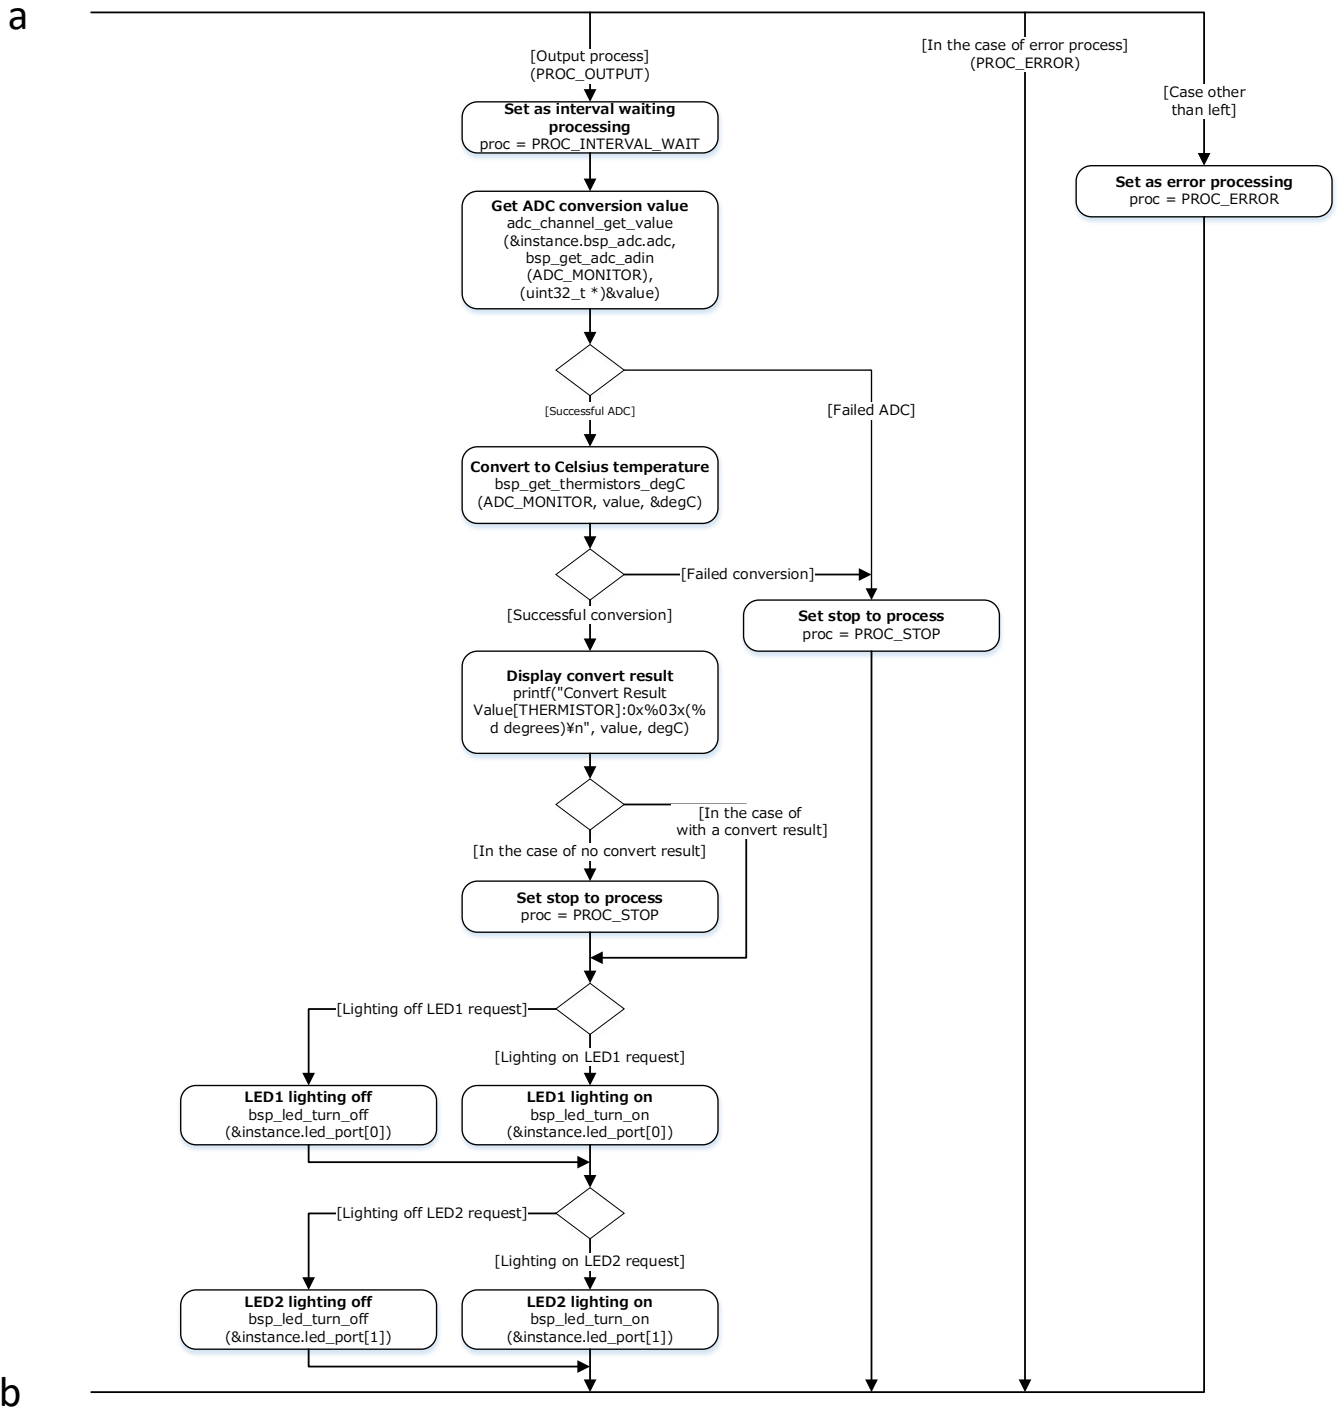 a
[Output process]
(PROC_OUTPUT)
[In the case of error process]
(PROC_ERROR)
[Case other
than left]
Set as interval waiting
processing
proc = PROC_INTERVAL_WAIT
Set as error processing
proc = PROC_ERROR
Get ADC conversion value
adc_channel_get_value
(&instance.bsp_adc.adc,
bsp_get_adc_adin
(ADC_MONITOR),
(uint32_t *)&value)
[Successful ADC]
[Failed ADC]
Convert to Celsius temperature
bsp_get_thermistors_degC
(ADC_MONITOR, value, &degC)
[Failed conversion]
[Successful conversion]
Set stop to process
proc = PROC_STOP
Display convert result
printf("Convert Result
Value[THERMISTOR]:0x%03x(%
d degrees)¥n", value, degC)
[In the case of
with a convert result]
[In the case of no convert result]
Set stop to process
proc = PROC_STOP
[Lighting off LED1 request]
[Lighting on LED1 request]
LED1 lighting off
bsp_led_turn_off
(&instance.led_port[0])
LED1 lighting on
bsp_led_turn_on
(&instance.led_port[0])
[Lighting off LED2 request]
[Lighting on LED2 request]
LED2 lighting off
bsp_led_turn_off
(&instance.led_port[1])
LED2 lighting on
bsp_led_turn_on
(&instance.led_port[1])
b